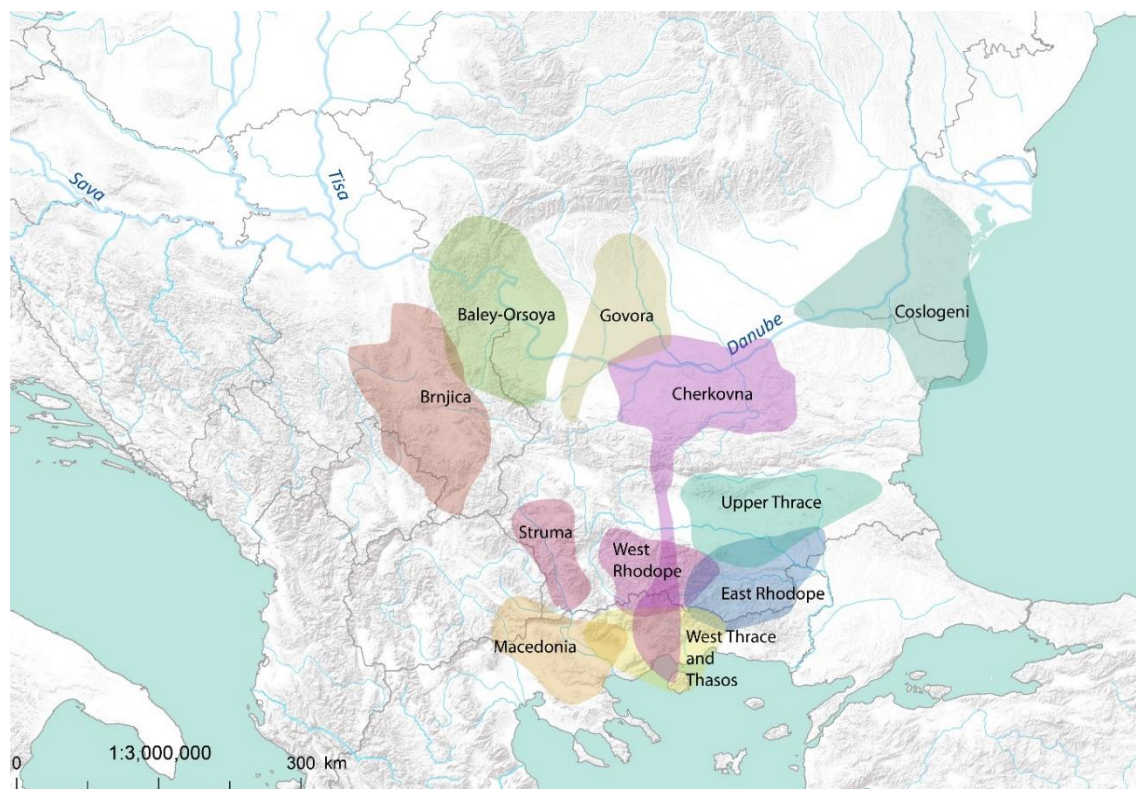 Sava
Tisa
Baley-Orsoya
Govora
Coslogeni
Danube
Brnjica
Cherkovna
Upper Thrace
Struma
West
Rhodope
East Rhodope
Macedonia
West Thrace
and
Thasos
1:3,000,000
0
300 km